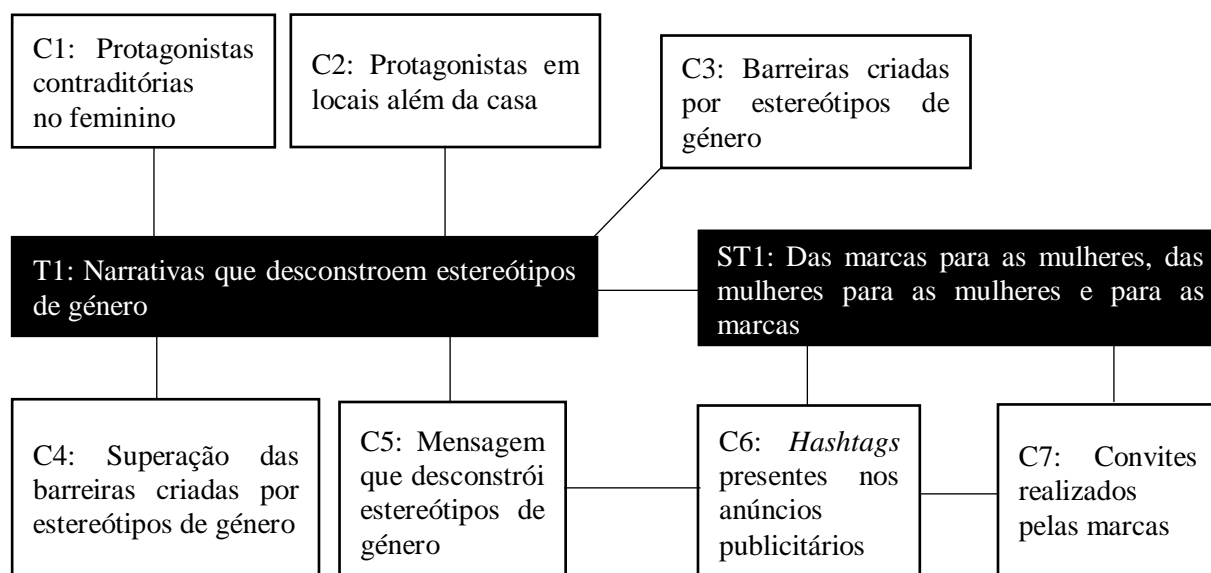 C1: Protagonistas
contraditórias
no feminino
C2: Protagonistas em
locais além da casa
C3: Barreiras criadas
por estereótipos de
género
T1: Narrativas que desconstroem estereótipos
de género
ST1: Das marcas para as mulheres, das
mulheres para as mulheres e para as
marcas
C4: Superação das
barreiras criadas por
estereótipos de género
C5: Mensagem
que desconstrói
estereótipos de
género
C6: Hashtags
presentes nos
anúncios
publicitários
C7: Convites
realizados
pelas marcas